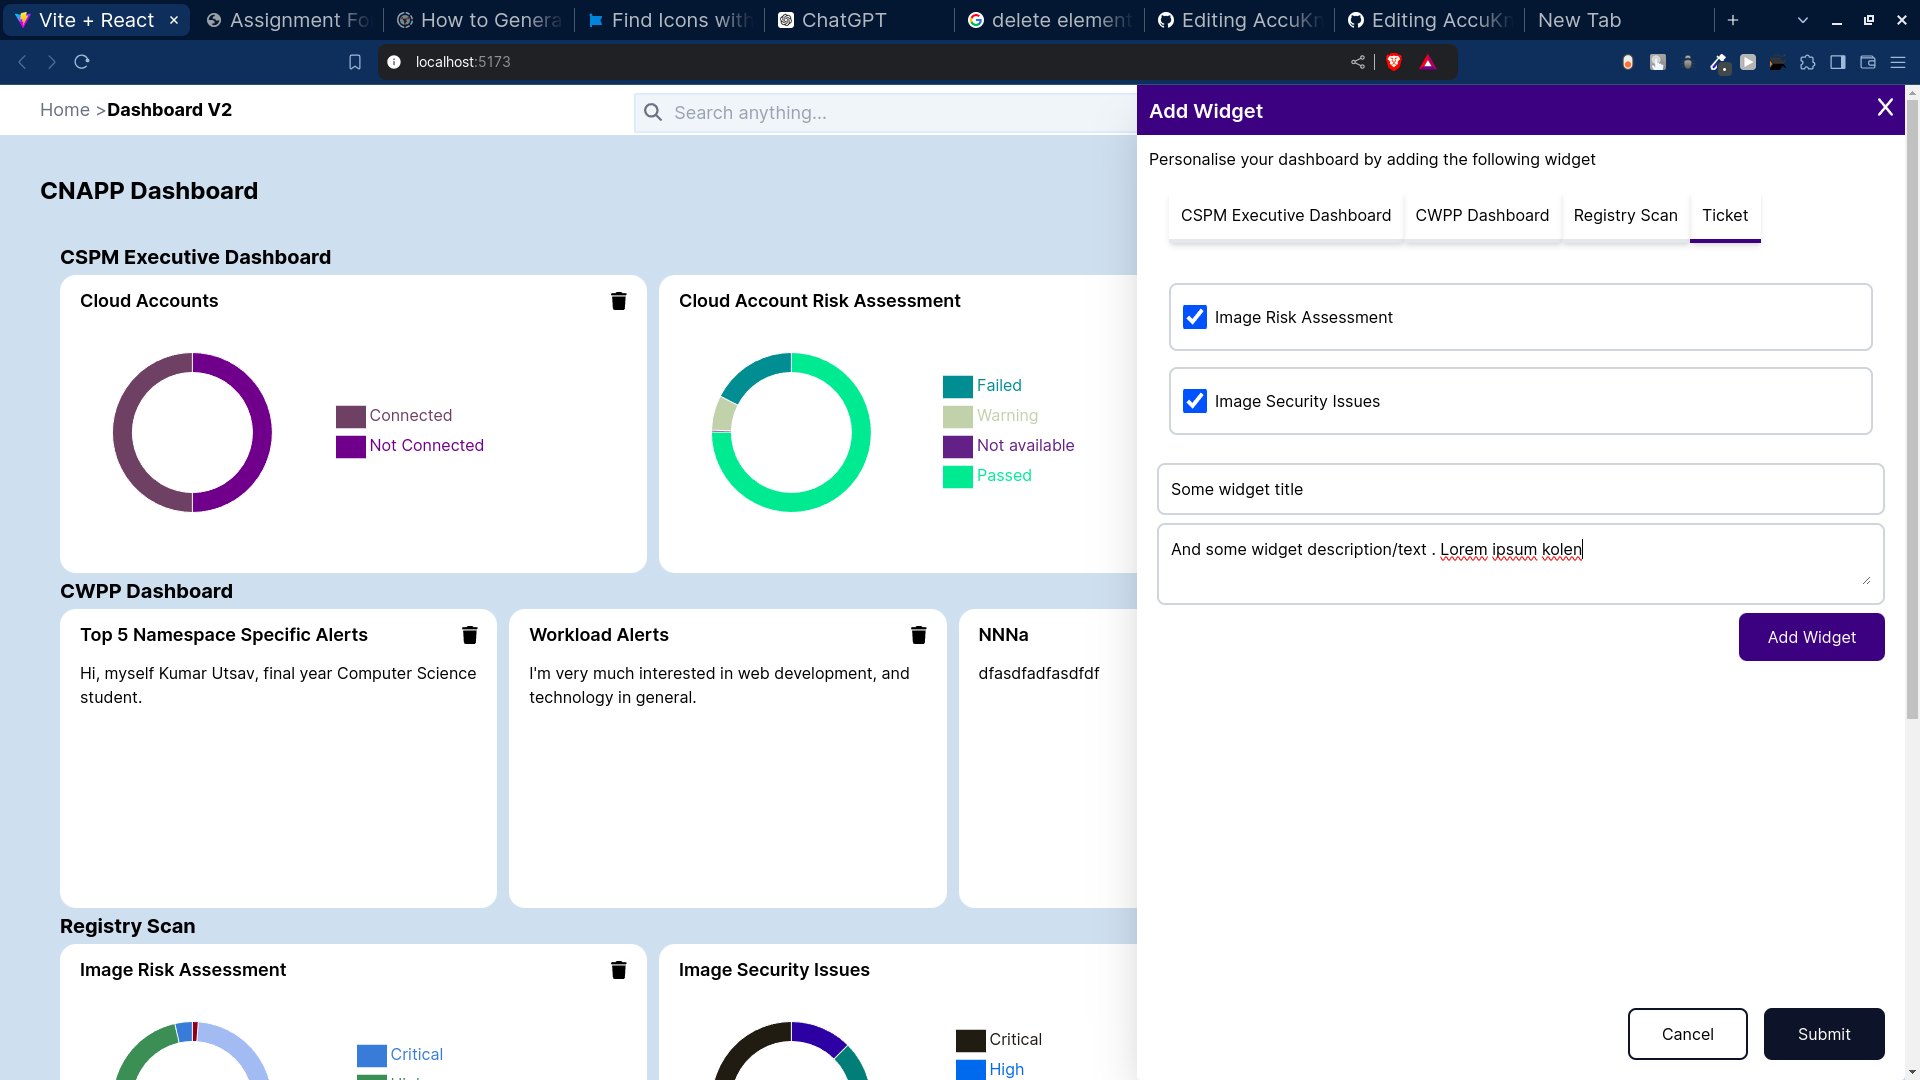 Vite + React
Assignment Fo
How to Genera
Find Icons with
ChatGPT
delete element
Editing AccuKn
Editing AccuKn
New Tab
localhost:5173
Home >Dashboard V2
Search anything...
CNAPP Dashboard
CSPM Executive Dashboard
Cloud Accounts
Connected
Not Connected
Cloud Account Risk Assessment
Failed
Warning
Not available
Passed
CWPP Dashboard
Top 5 Namespace Specific Alerts
Hi, myself Kumar Utsav, final year Computer Science
student.
Workload Alerts
I'm very much interested in web development, and
technology in general.
NNNa
dfasdfadfasdfdf
Registry Scan
Image Risk Assessment
Critical
Image Security Issues
Critical
High
Add Widget
X
Personalise your dashboard by adding the following widget
CSPM Executive Dashboard
CWPP Dashboard
Registry Scan
Ticket
Image Risk Assessment
Image Security Issues
Some widget title
And some widget description/text . Lorem ipsum kolen
Add Widget
Cancel
Submit